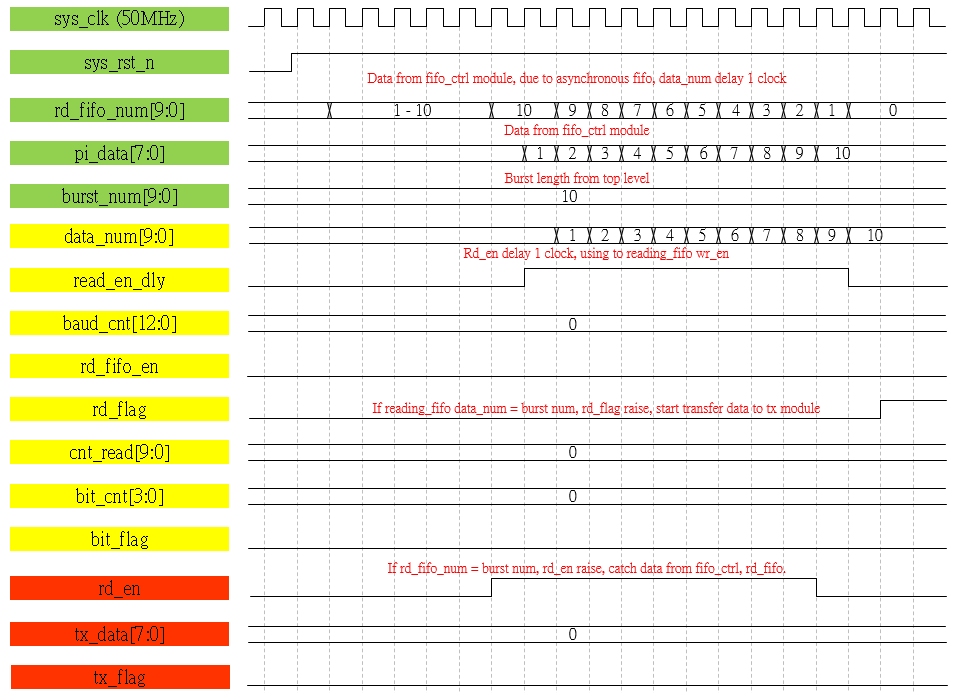 sys_clk (50MHz)
sys_rst_n
Data from fifo_ctrl module, due to asynchronous fifo, data_num delay 1 clock
rd_fifo_num[9:0] 1 - 10 10 9 8 7 6 5 4 3 2 1 0
Data from fifo_ctrl module
pi_data[7:0] 1 2 3 4 5 6 7 8 9 10
Burst length from top level
burst_num[9:0] 10
data_num[9:0] 1 2 3 4 5 6 7 8 9 10
Rd_en delay 1 clock, using to reading_fifo wr_en
read_en_dly
baud_cnt[12:0] 0
rd_fifo_en
rd_flag If reading_fifo data_num = burst num, rd_flag raise, start transfer data to tx module
cnt_read[9:0] 0
bit_cnt[3:0] 0
bit_flag
If rd_fifo_num = burst num, rd_en raise, catch data from fifo_ctrl, rd_fifo.
rd_en
tx_data[7:0] 0
tx_flag